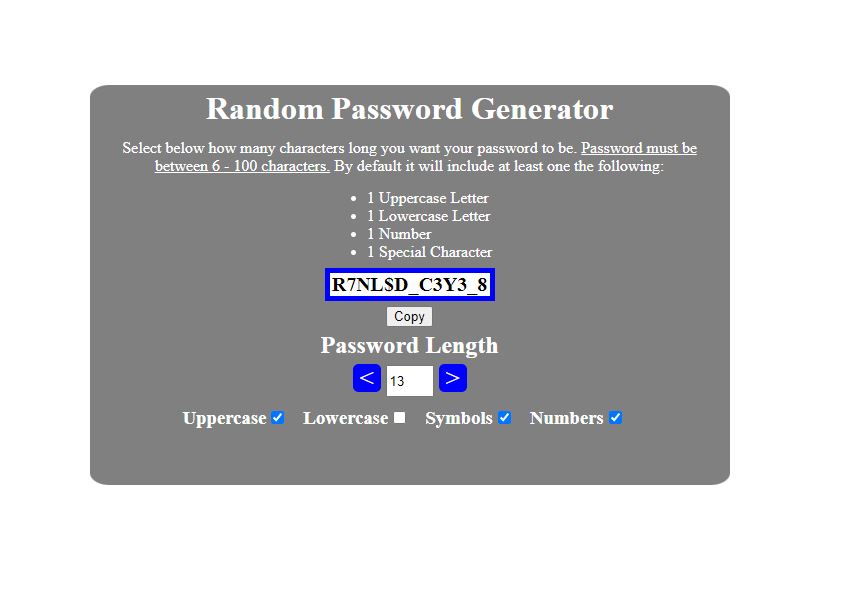 Random Password Generator
Select below how many characters long you want your password to be. Password must be
between 6 - 100 characters. By default it will include at least one the following:
• 1 Uppercase Letter
• 1 Lowercase Letter
• 1 Number
• 1 Special Character
R7NL$D_C3Y3_8
Copy
Password Length
< 13 >
Uppercase Lowercase Symbols Numbers